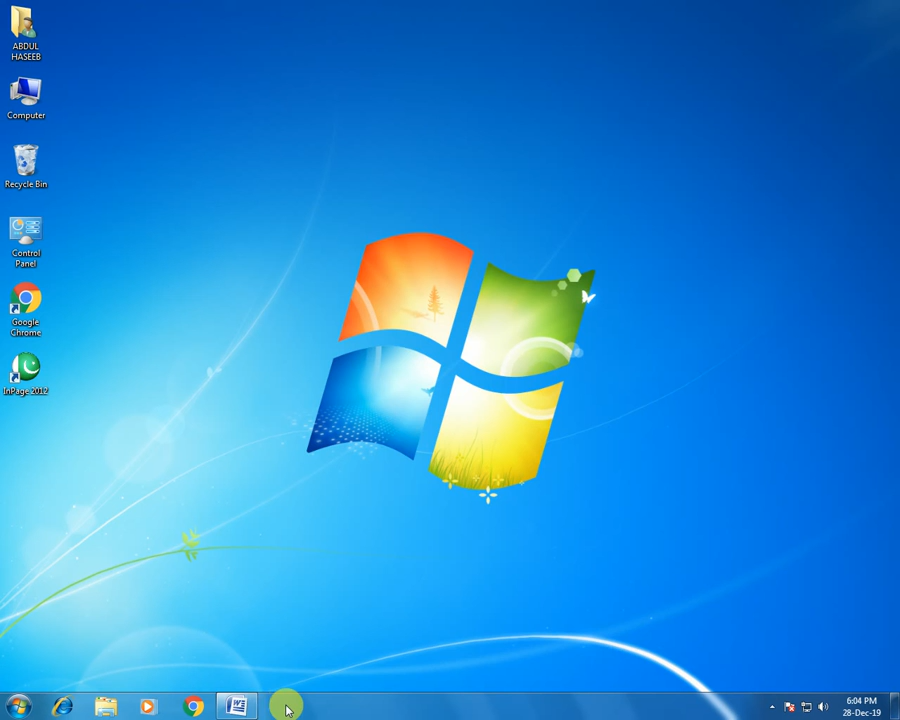 ABDUL
HASEEB
Computer
Recycle Bin
Control
Panel
Google
Chrome
InPage 2012
6:04 PM
28-Dec-19